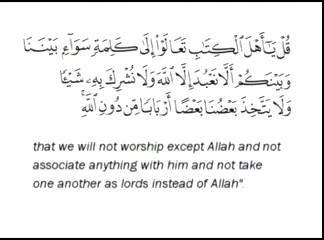 قُلْ يَـٰٓأَهْلَ ٱلْكِتَـٰبِ تَعَالَوْا۟ إِلَىٰ كَلِمَةٍ سَوَآءٍۭ بَيْنَنَا
وَبَيْنَكُمْ أَلَّا نَعْبُدَ إِلَّا ٱللَّهَ وَلَا نُشْرِكَ بِهِۦ شَيْـًٔا
وَلَا يَتَّخِذَ بَعْضُنَا بَعْضًا أَرْبَابًا مِّن دُونِ ٱللَّهِ ۚ
that we will not worship except Allah and not
associate anything with him and not take
one another as lords instead of Allah".